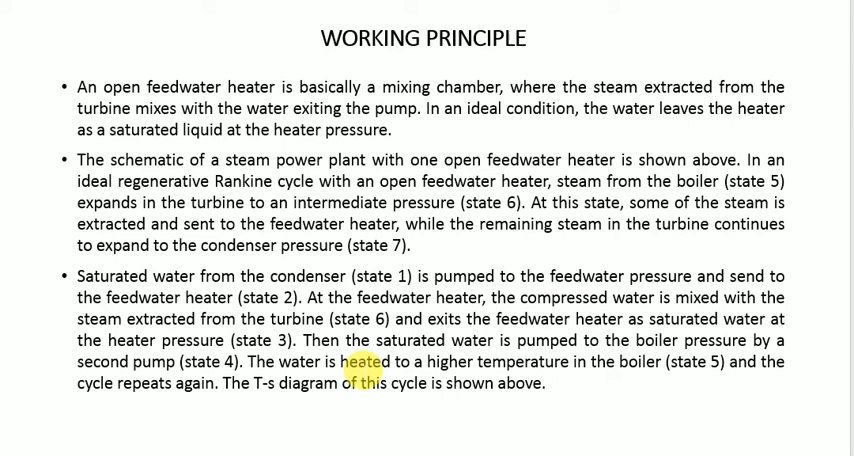 WORKING PRINCIPLE
• An open feedwater heater is basically a mixing chamber, where the steam extracted from the
turbine mixes with the water exiting the pump. In an ideal condition, the water leaves the heater
as a saturated liquid at the heater pressure.
• The schematic of a steam power plant with one open feedwater heater is shown above. In an
ideal regenerative Rankine cycle with an open feedwater heater, steam from the boiler (state 5)
expands in the turbine to an intermediate pressure (state 6). At this state, some of the steam is
extracted and sent to the feedwater heater, while the remaining steam in the turbine continues
to expand to the condenser pressure (state 7).
• Saturated water from the condenser (state 1) is pumped to the feedwater pressure and send to
the feedwater heater (state 2). At the feedwater heater, the compressed water is mixed with the
steam extracted from the turbine (state 6) and exits the feedwater heater as saturated water at
the heater pressure (state 3). Then the saturated water is pumped to the boiler pressure by a
second pump (state 4). The water is heated to a higher temperature in the boiler (state 5) and the
cycle repeats again. The T-s diagram of this cycle is shown above.